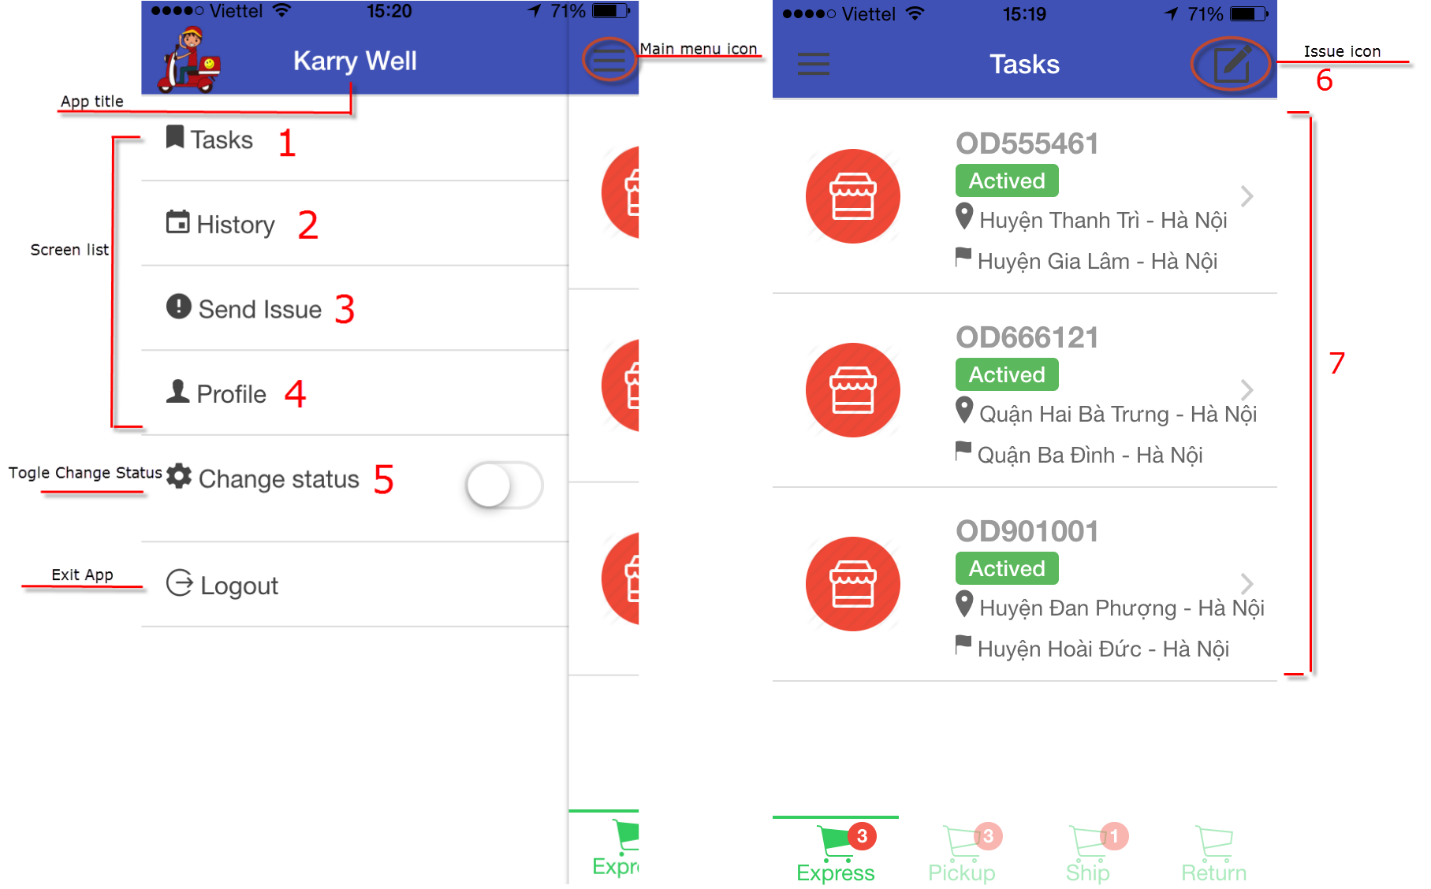 Viettel 15:20 71%
Karry Well
Main menu icon
App title
Tasks 1
History 2
Screen list
Send Issue 3
Profile 4
Togle Change Status
Change status 5
Exit App
Logout
Expr
Viettel 15:19 71%
Tasks
Issue icon
6
OD555461
Actived
Huyện Thanh Trì - Hà Nội
Huyện Gia Lâm - Hà Nội
OD666121
Actived
Quận Hai Bà Trưng - Hà Nội
Quận Ba Đình - Hà Nội
7
OD901001
Actived
Huyện Đan Phượng - Hà Nội
Huyện Hoài Đức - Hà Nội
3 3 1
Express Pickup Ship Return